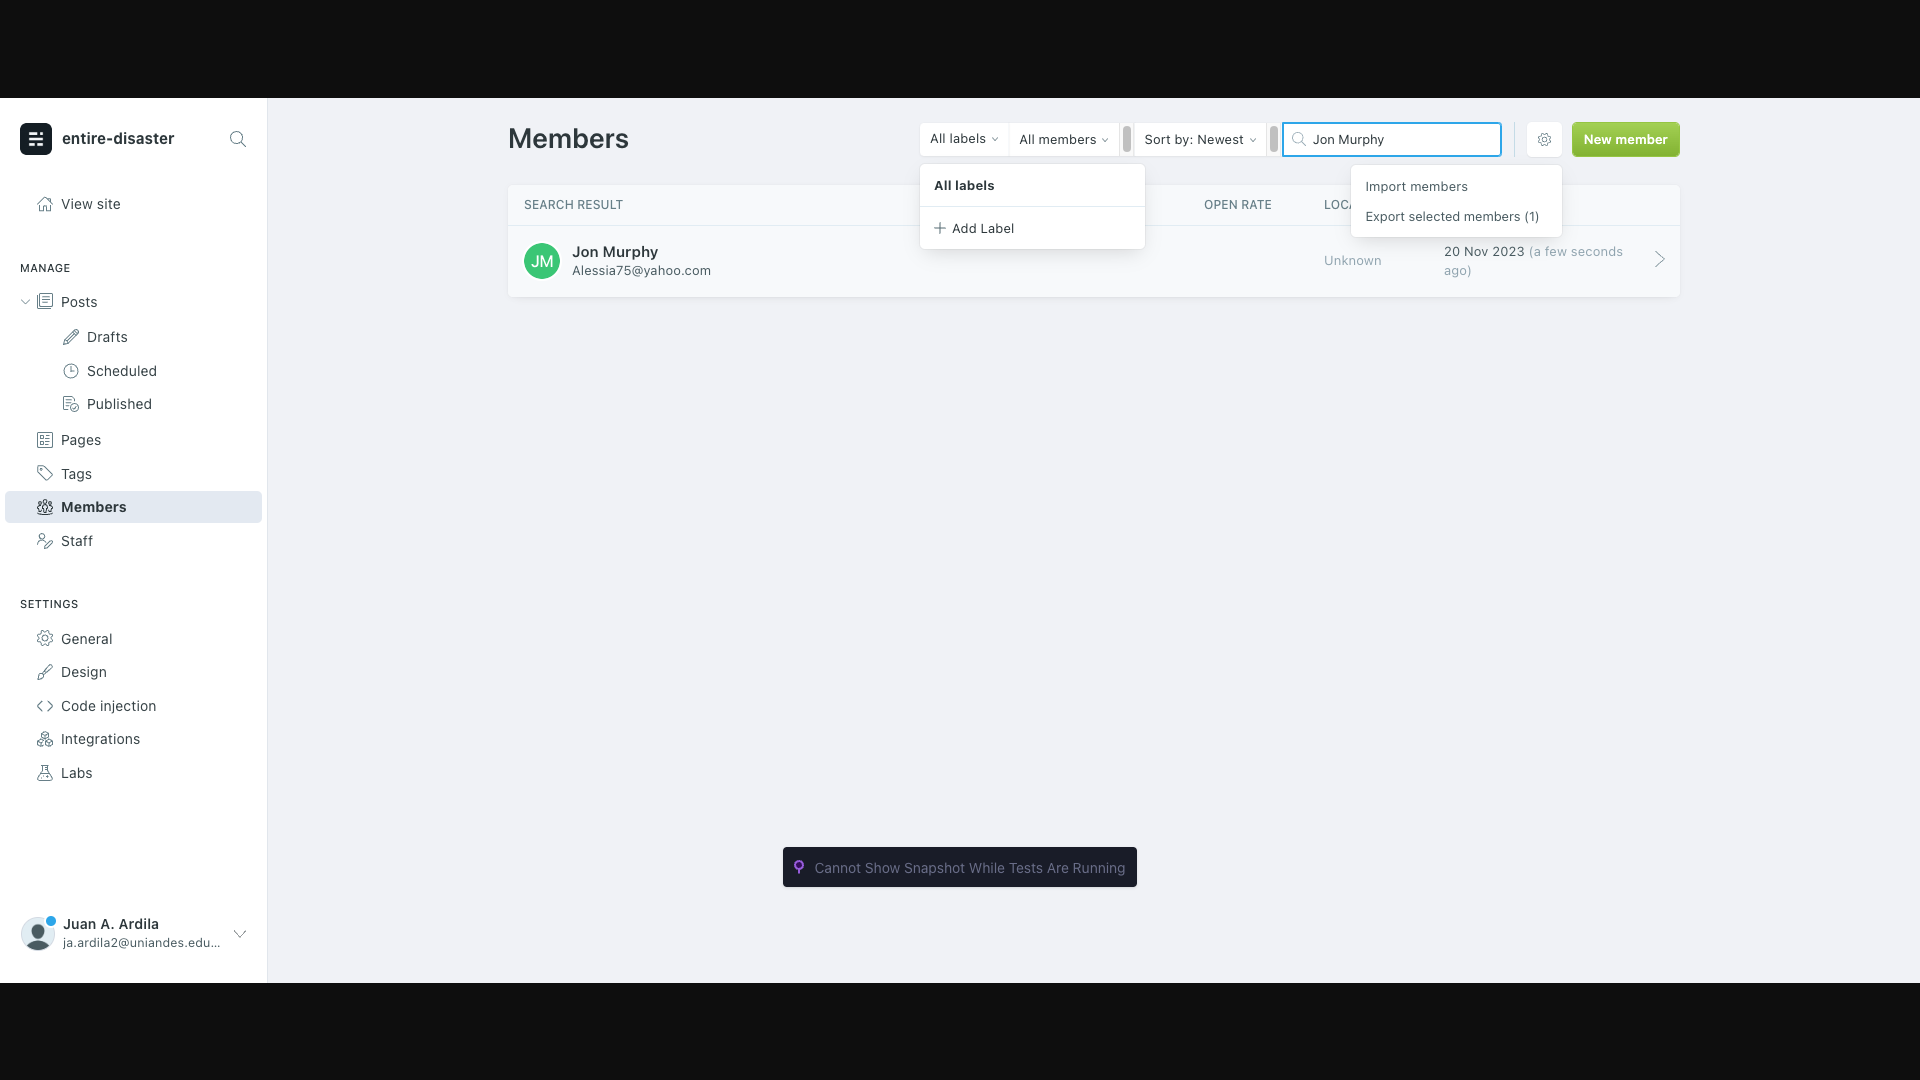 entire-disaster
View site
MANAGE
Posts
Drafts
Scheduled
Published
Pages
Tags
Members
Staff
SETTINGS
General
Design
Code injection
Integrations
Labs
Juan A. Ardila
ja.ardila2@uniandes.edu...
Members
All labels
All members
Sort by: Newest
Jon Murphy
New member
All labels
Add Label
Import members
Export selected members (1)
SEARCH RESULT
OPEN RATE
LOCA
JM
Jon Murphy
Alessia75@yahoo.com
Unknown
20 Nov 2023 (a few seconds
ago)
Cannot Show Snapshot While Tests Are Running